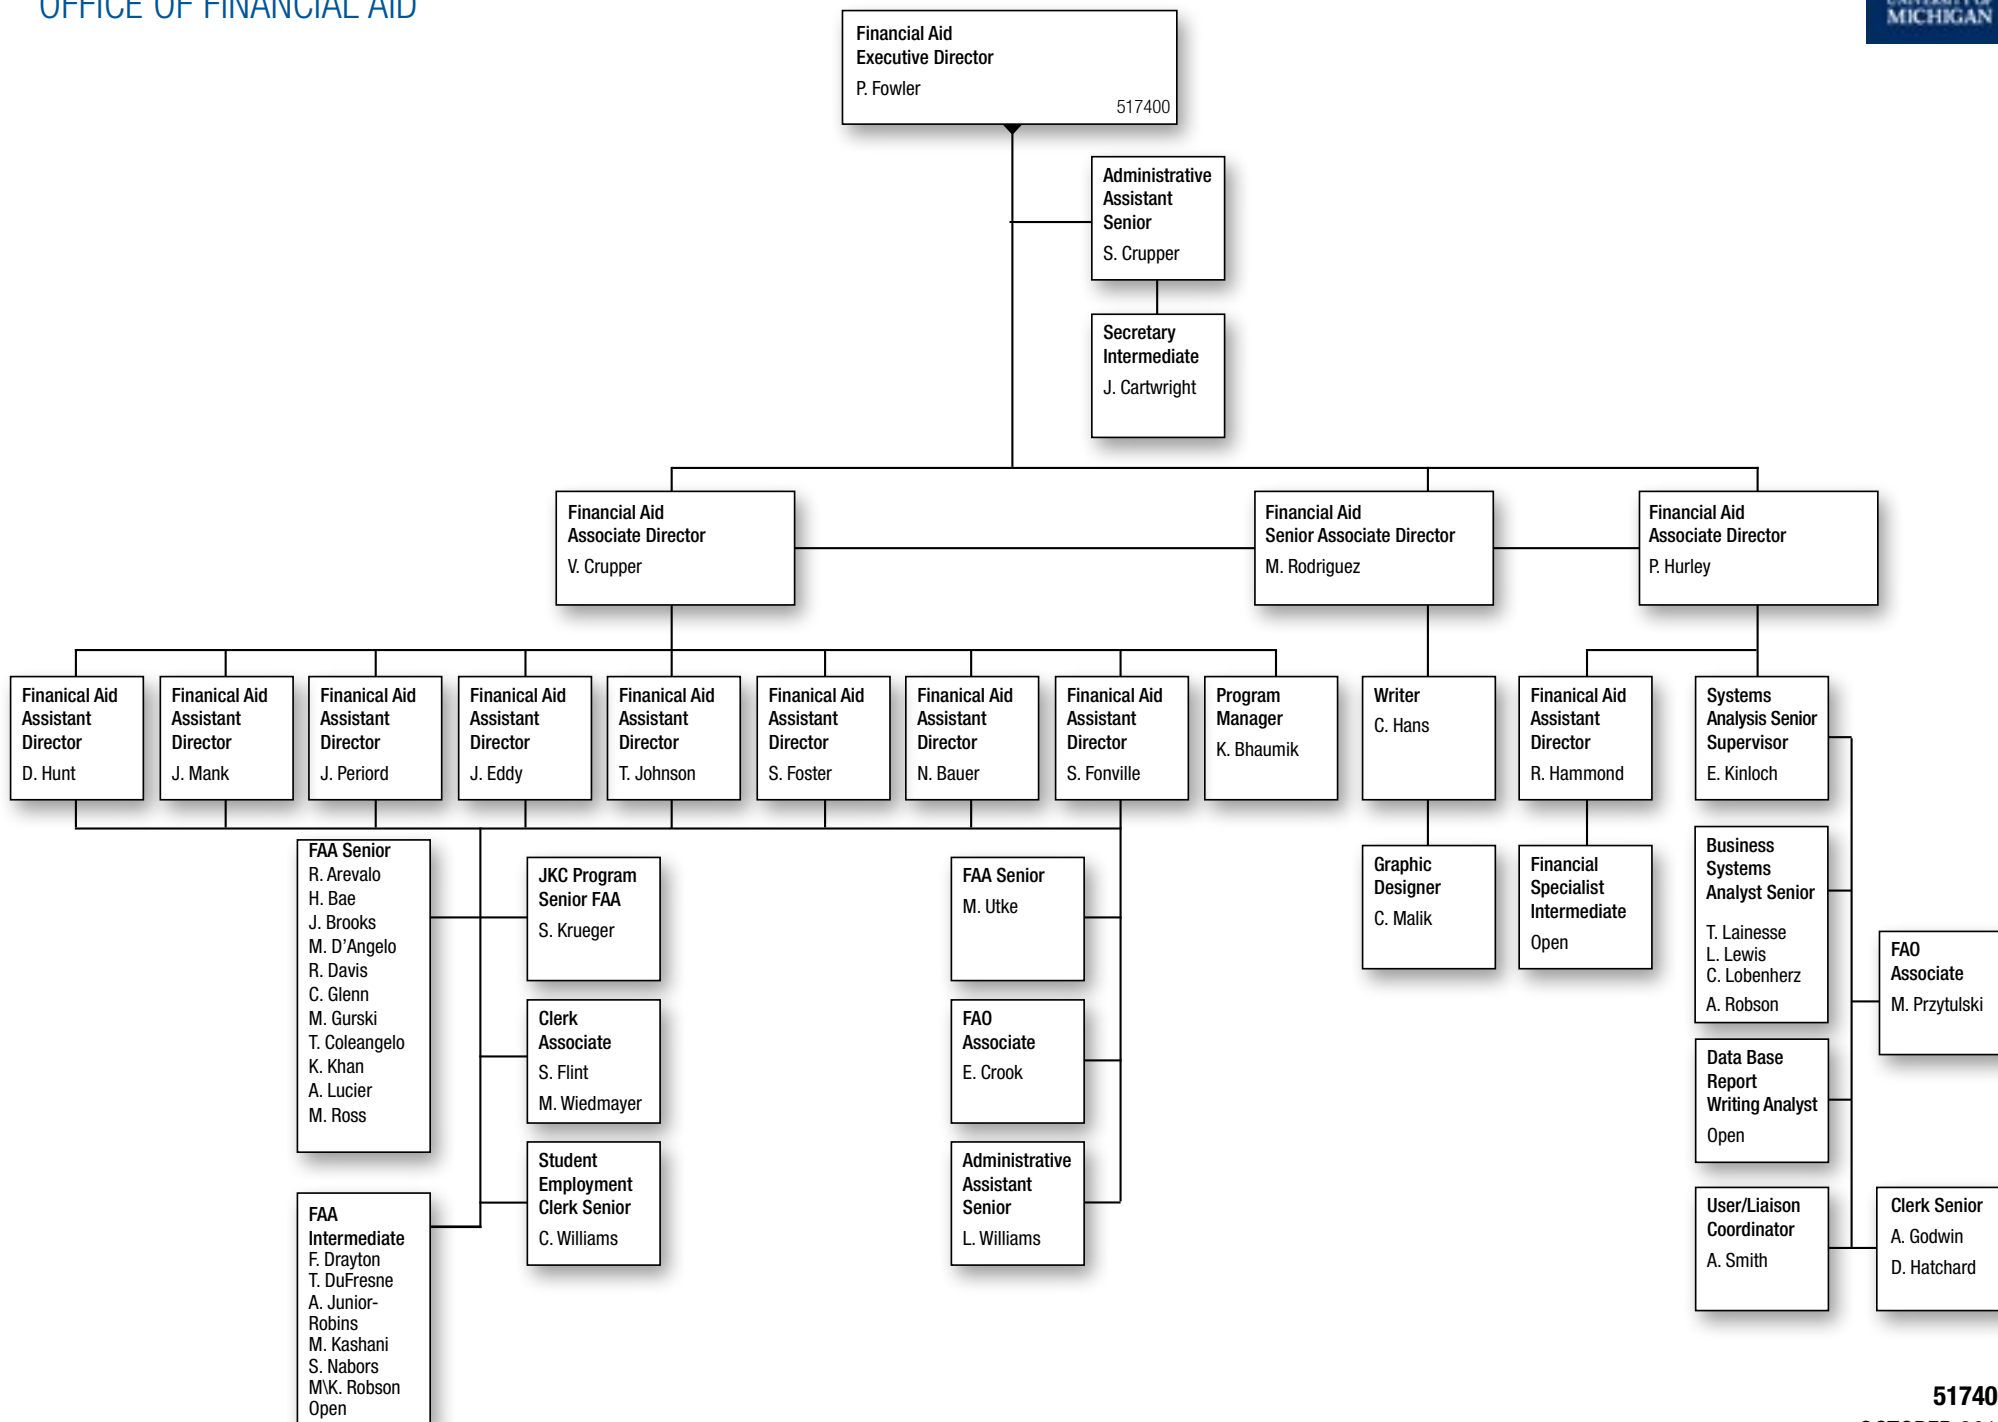 OFFICE OF FINANCIAL AID
MICHIGAN
Financial Aid
Executive Director
P. Fowler
517400
Administrative
Assistant
Senior
S. Crupper
Secretary
Intermediate
J. Cartwright
Financial Aid
Associate Director
V. Crupper
Financial Aid
Senior Associate Director
M. Rodriguez
Financial Aid
Associate Director
P. Hurley
Finanical Aid
Assistant
Director
D. Hunt
Finanical Aid
Assistant
Director
J. Mank
Finanical Aid
Assistant
Director
J. Periord
Finanical Aid
Assistant
Director
J. Eddy
Finanical Aid
Assistant
Director
T. Johnson
Finanical Aid
Assistant
Director
S. Foster
Finanical Aid
Assistant
Director
N. Bauer
Finanical Aid
Assistant
Director
S. Fonville
Program
Manager
K. Bhaumik
Writer
C. Hans
Finanical Aid
Assistant
Director
R. Hammond
Systems
Analysis Senior
Supervisor
E. Kinloch
FAA Senior
R. Arevalo
H. Bae
J. Brooks
M. D’Angelo
R. Davis
C. Glenn
M. Gurski
T. Coleangelo
K. Khan
A. Lucier
M. Ross
JKC Program
Senior FAA
S. Krueger
Clerk
Associate
S. Flint
M. Wiedmayer
Student
Employment
Clerk Senior
C. Williams
FAA
Intermediate
F. Drayton
T. DuFresne
A. Junior-
Robins
M. Kashani
S. Nabors
M\K. Robson
Open
FAA Senior
M. Utke
FAO
Associate
E. Crook
Administrative
Assistant
Senior
L. Williams
Graphic
Designer
C. Malik
Financial
Specialist
Intermediate
Open
Business
Systems
Analyst Senior
T. Lainesse
L. Lewis
C. Lobenherz
A. Robson
FAO
Associate
M. Przytulski
Data Base
Report
Writing Analyst
Open
User/Liaison
Coordinator
A. Smith
Clerk Senior
A. Godwin
D. Hatchard
51740